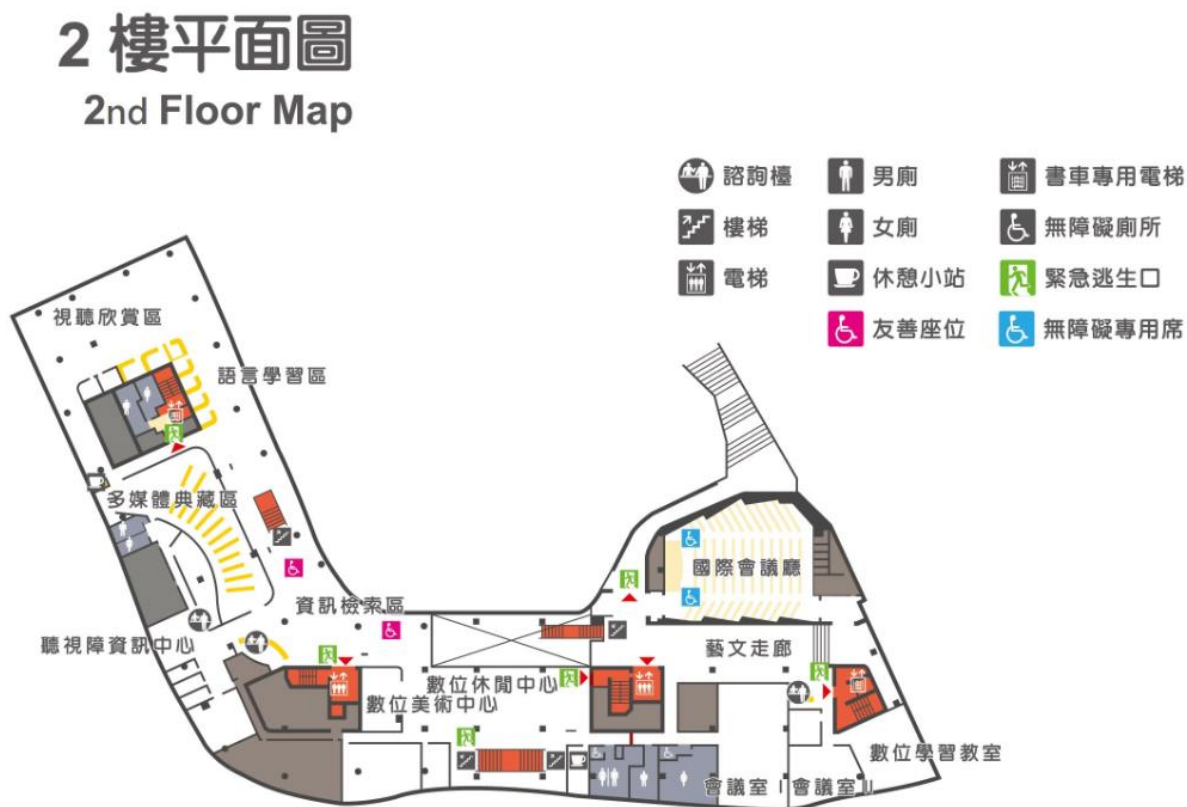 2 樓平面圖
2nd Floor Map
諮詢檯
男廁
書車專用電梯
樓梯
女廁
無障礙廁所
電梯
休憩小站
緊急逃生口
友善座位
無障礙專用席
視聽欣賞區
語言學習區
多媒體典藏區
國際會議廳
資訊檢索區
聽視障資訊中心
藝文走廊
數位休閒中心
數位美術中心
數位學習教室
會議室 I
會議室 II